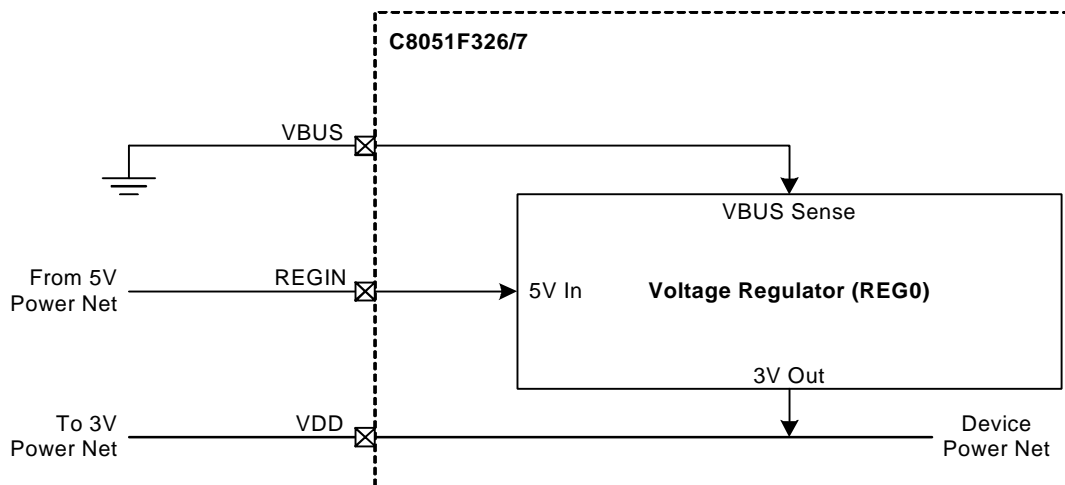 C8051F326/7
VBUS
VBUS Sense
From 5V
Power Net
REGIN
5V In
Voltage Regulator (REG0)
3V Out
To 3V
Power Net
VDD
Device
Power Net